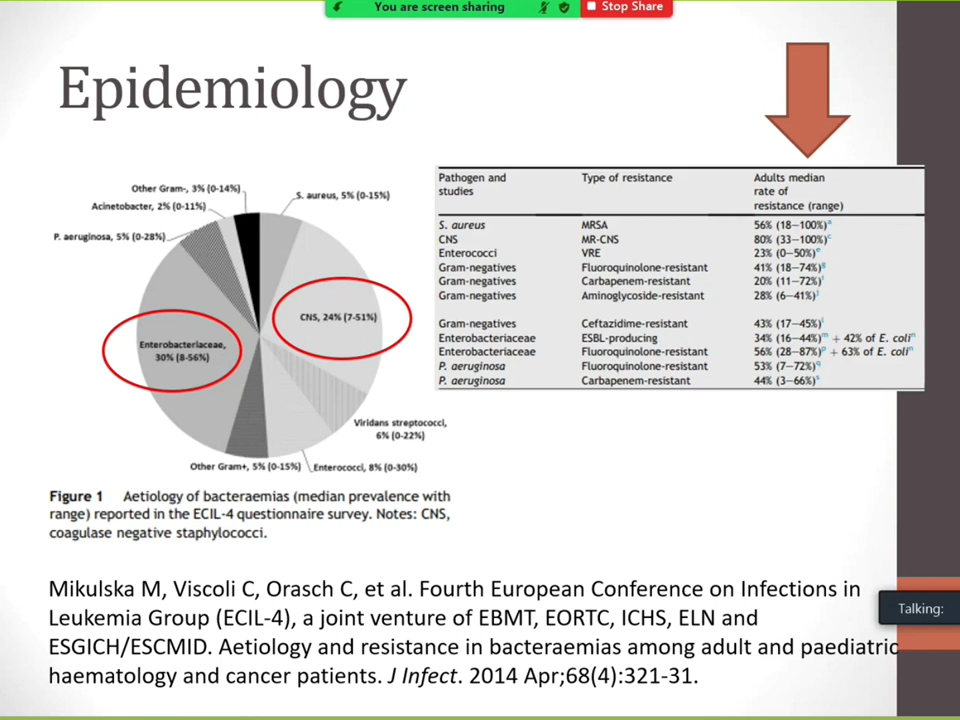 You are screen sharing
Stop Share
Epidemiology
Other Gram-, 3% (0-14%)
S. aureus, 5% (0-15%)
Acinetobacter, 2% (0-11%)
P. aeruginosa, 5% (0-28%)
CNS, 24% (7-51%)
Enterobacteriaceae,
30% (8-56%)
Viridans streptococci,
6% (0-22%)
Other Gram+, 5% (0-15%)
Enterococci, 8% (0-30%)
Figure 1 Aetiology of bacteraemias (median prevalence with
range) reported in the ECIL-4 questionnaire survey. Notes: CNS,
coagulase negative staphylococci.
Pathogen and Type of resistance Adults median
studies rate of
resistance (range)
S. aureus MRSA 56% (18–100%)a
CNS MR-CNS 80% (33–100%)c
Enterococci VRE 23% (0–50%)e
Gram-negatives Fluoroquinolone-resistant 41% (18–74%)g
Gram-negatives Carbapenem-resistant 20% (11–72%)
Gram-negatives Aminoglycoside-resistant 28% (6–41%)
Gram-negatives Ceftazidime-resistant 43% (17–45%)
Enterobacteriaceae ESBL-producing 34% (16–44%)m + 42% of E. colin
Enterobacteriaceae Fluoroquinolone-resistant 56% (28–87%)p + 63% of E. colin
P. aeruginosa Fluoroquinolone-resistant 53% (7–72%)q
P. aeruginosa Carbapenem-resistant 44% (3–66%)s
Mikulska M, Viscoli C, Orasch C, et al. Fourth European Conference on Infections in
Leukemia Group (ECIL-4), a joint venture of EBMT, EORTC, ICHS, ELN and
ESGICH/ESCMID. Aetiology and resistance in bacteraemias among adult and paediatric
haematology and cancer patients. J Infect. 2014 Apr;68(4):321-31.
Talking: